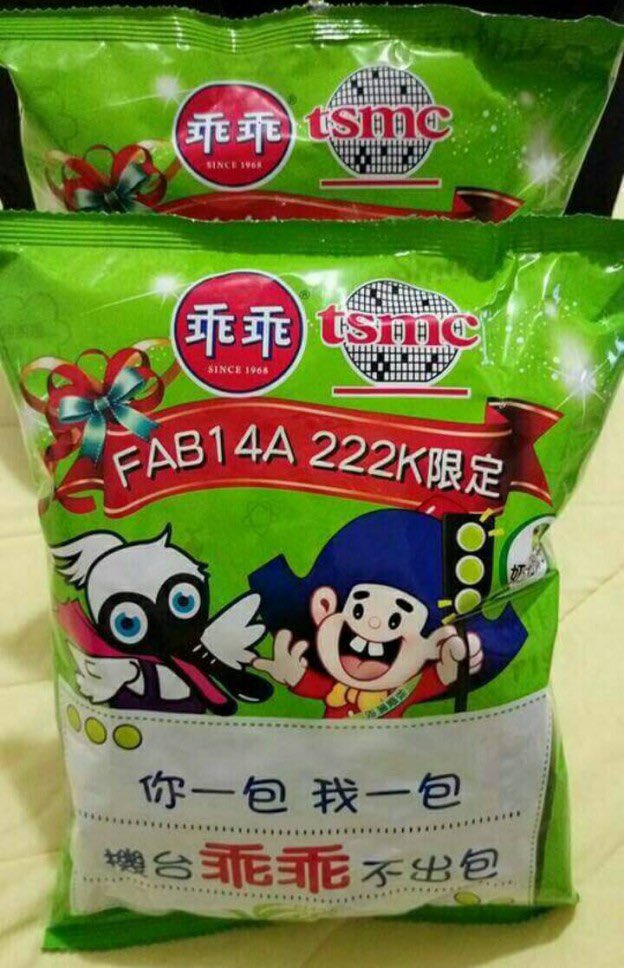 乖乖
SINCE 1968
tsmc
乖乖
SINCE 1968
tsmc
FAB14A 222K限定
你一包 我一包
機台乖乖不出包